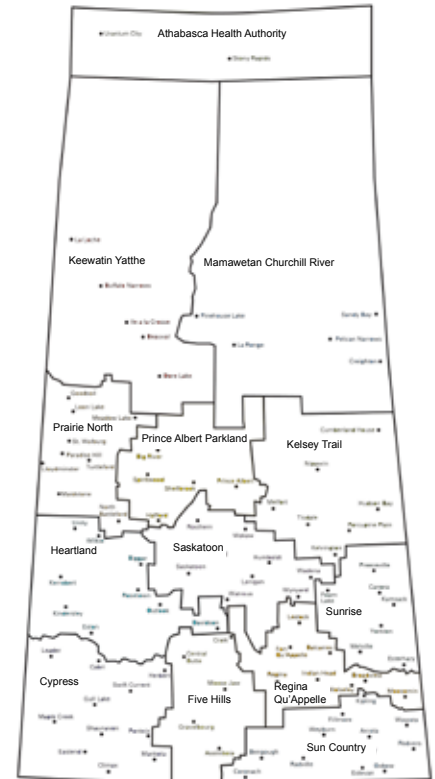 Uranium City
Athabasca Health Authority
Stony Rapids
La Loche
Keewatin Yatthe
Mamawetan Churchill River
Buffalo Narrows
Ile a la Crosse
Pinehouse Lake
Sandy Bay
Beauval
La Ronge
Pelican Narrows
Creighton
Green Lake
Goodsoil
Loon Lake
Meadow Lake
Prairie North
Cumberland House
St. Walburg
Prince Albert Parkland
Kelsey Trail
Paradise Hill
Big River
Lloydminster
Turtleford
Nipawin
Spiritwood
Shellbrook
Prince Albert
Maidstone
Melfort
Hudson Bay
North Battleford
Hafford
Tisdale
Porcupine Plain
Unity
Wilkie
Rosthern
Wakaw
Heartland
Saskatoon
Kelvington
Biggar
Humboldt
Saskatoon
Wadena
Preeceville
Kerrobert
Lanigan
Canora
Rosetown
Watrous
Wynyard
Foam Lake
Kamsack
Kindersley
Outlook
Sunrise
Eston
Davidson
Lestock
Yorkton
Leader
Craik
Melville
Central Butte
Fort Qu'Appelle
Balcarres
Esterhazy
Cabri
Cypress
Herbert
Regina
Indian Head
Broadview
Swift Current
Moose Jaw
Regina Qu'Appelle
Moosomin
Gull Lake
Five Hills
Kipling
Maple Creek
Gravelbourg
Fillmore
Wawota
Shaunavon
Ponteix
Weyburn
Arcola
Sun Country
Redvers
Eastend
Mankota
Assiniboia
Bengough
Radville
Climax
Coronach
Estevan
Oxbow